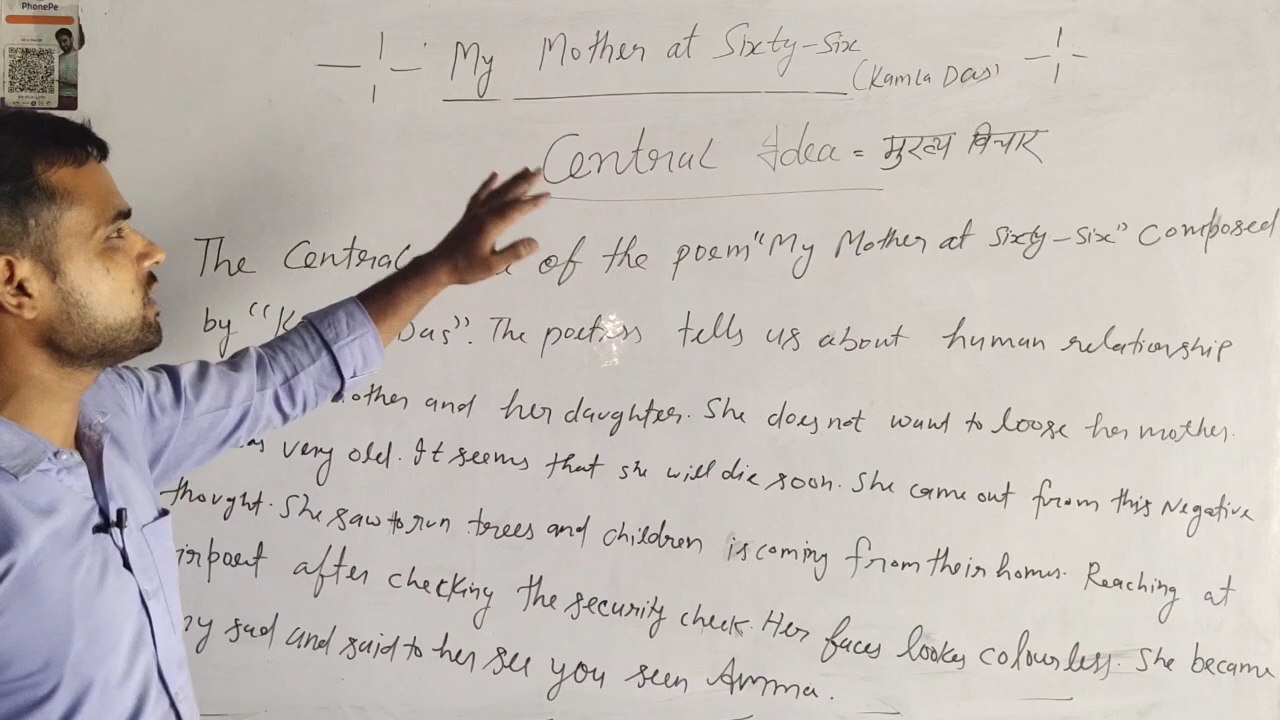 PhonePe
My Mother at Sixty-Six
(Kamla Das)
Central Idea = मुख्य विचार
The Central of the poem "My Mother at Sixty-Six" composed
by "K Das". The poetess tells us about human relationship
other and her daughter. She does not want to loose her mother.
as very old. It seems that she will die soon. She came out from this Negative
thought. She saw to run trees and children is coming from their homes. Reaching at
irport after checking the security check. Her faces lookes colourless. She became
ry sad and said to her see you seen Amma.